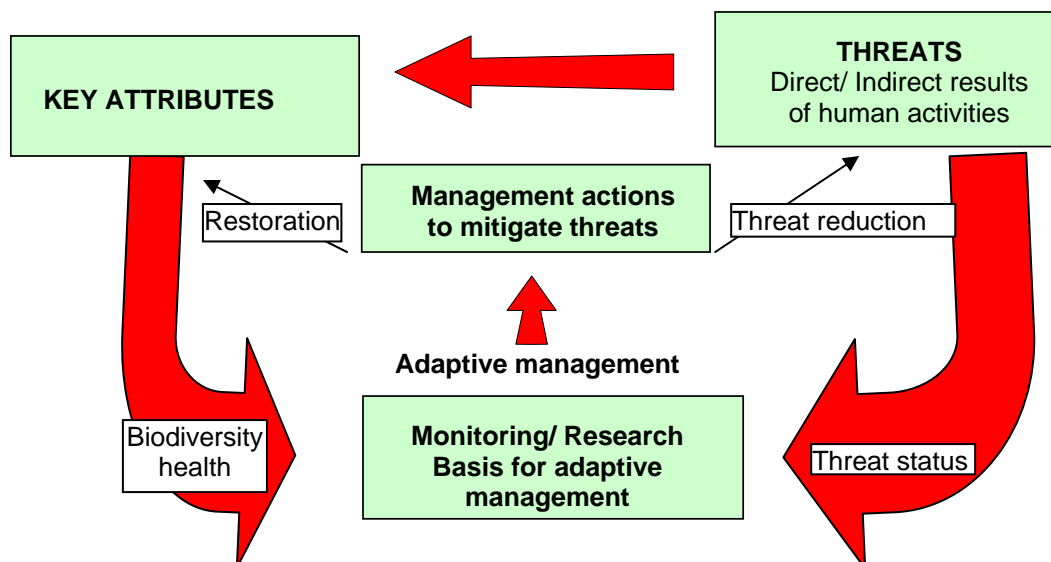 KEY ATTRIBUTES
THREATS
Direct/ Indirect results
of human activities
Management actions
to mitigate threats
Restoration
Threat reduction
Adaptive management
Monitoring/ Research
Basis for adaptive
management
Biodiversity
health
Threat status